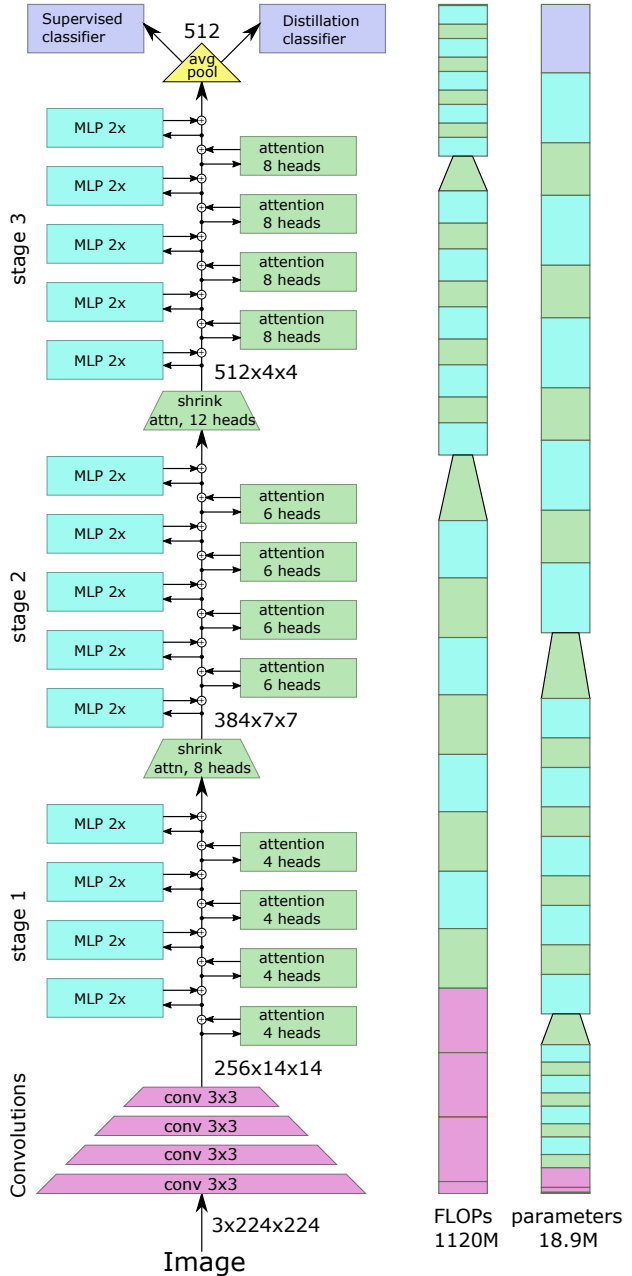 Supervised
classifier
512
Distillation
classifier
avg
pool
stage 3
MLP 2x
attention
8 heads
MLP 2x
attention
8 heads
MLP 2x
attention
8 heads
MLP 2x
attention
8 heads
MLP 2x
512x4x4
shrink
attn, 12 heads
stage 2
MLP 2x
attention
6 heads
MLP 2x
attention
6 heads
MLP 2x
attention
6 heads
MLP 2x
attention
6 heads
MLP 2x
384x7x7
shrink
attn, 8 heads
stage 1
MLP 2x
attention
4 heads
MLP 2x
attention
4 heads
MLP 2x
attention
4 heads
MLP 2x
attention
4 heads
256x14x14
Convolutions
conv 3x3
conv 3x3
conv 3x3
conv 3x3
3x224x224
Image
FLOPs
1120M
parameters
18.9M